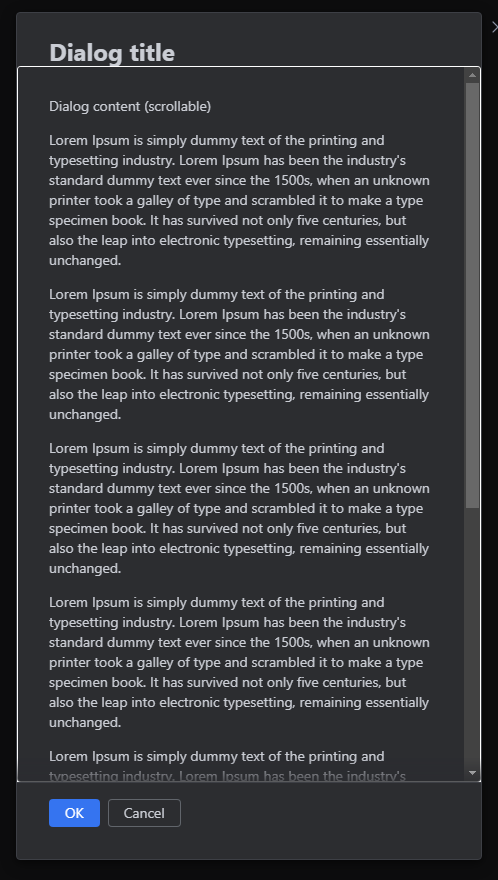 Dialog title
Dialog content (scrollable)
Lorem Ipsum is simply dummy text of the printing and
typesetting industry. Lorem Ipsum has been the industry's
standard dummy text ever since the 1500s, when an unknown
printer took a galley of type and scrambled it to make a type
specimen book. It has survived not only five centuries, but
also the leap into electronic typesetting, remaining essentially
unchanged.
Lorem Ipsum is simply dummy text of the printing and
typesetting industry. Lorem Ipsum has been the industry's
standard dummy text ever since the 1500s, when an unknown
printer took a galley of type and scrambled it to make a type
specimen book. It has survived not only five centuries, but
also the leap into electronic typesetting, remaining essentially
unchanged.
Lorem Ipsum is simply dummy text of the printing and
typesetting industry. Lorem Ipsum has been the industry's
standard dummy text ever since the 1500s, when an unknown
printer took a galley of type and scrambled it to make a type
specimen book. It has survived not only five centuries, but
also the leap into electronic typesetting, remaining essentially
unchanged.
Lorem Ipsum is simply dummy text of the printing and
typesetting industry. Lorem Ipsum has been the industry's
standard dummy text ever since the 1500s, when an unknown
printer took a galley of type and scrambled it to make a type
specimen book. It has survived not only five centuries, but
also the leap into electronic typesetting, remaining essentially
unchanged.
Lorem Ipsum is simply dummy text of the printing and
typesetting industry. Lorem Ipsum has been the industry's
OK Cancel